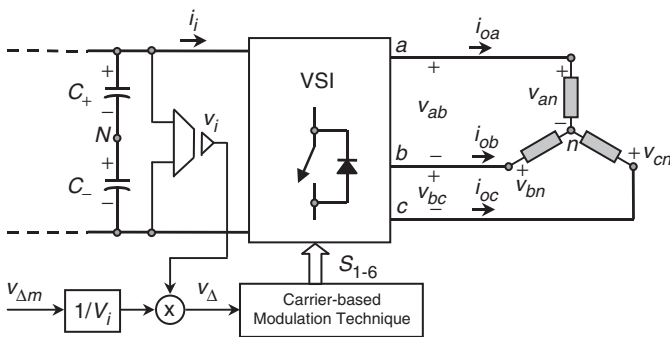 i_i
a
i_oa
+
VSI
+
+
C_+
v_an
−
v_i
v_ab
−
N
n
+
b
−
i_ob
+
v_cn
C_−
+
+
v_bn
−
v_bc
i_oc
c
−
S_1-6
v_Δm
1/V_i
x
v_Δ
Carrier-based
Modulation Technique